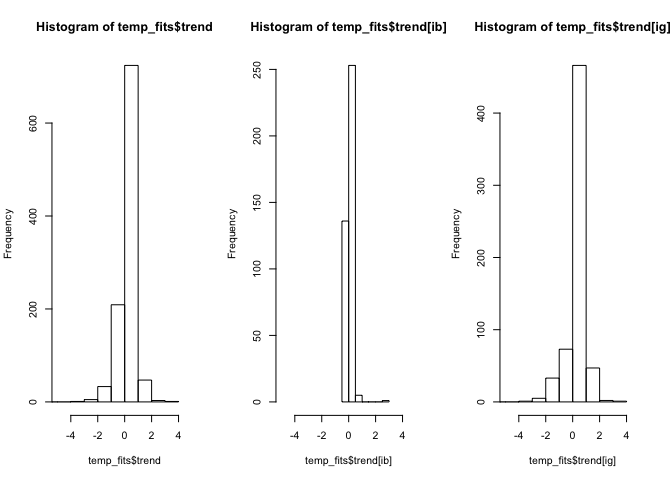 Histogram of temp_fits$trend
Frequency
0
200
400
600
-4 -2 0 2 4
temp_fits$trend
Histogram of temp_fits$trend[ib]
Frequency
0
50
100
150
200
250
-4 -2 0 2 4
temp_fits$trend[ib]
Histogram of temp_fits$trend[ig]
Frequency
0
100
200
300
400
-4 -2 0 2 4
temp_fits$trend[ig]